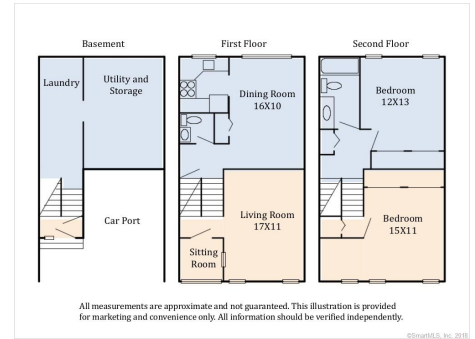 Basement
First Floor
Second Floor
Laundry
Utility and
Storage
Car Port
Dining Room
16X10
Living Room
17X11
Sitting
Room
Bedroom
12X13
Bedroom
15X11
All measurements are approximate and not guaranteed. This illustration is provided
for marketing and convenience only. All information should be verified independently.
©SmartMLS, Inc. 2018